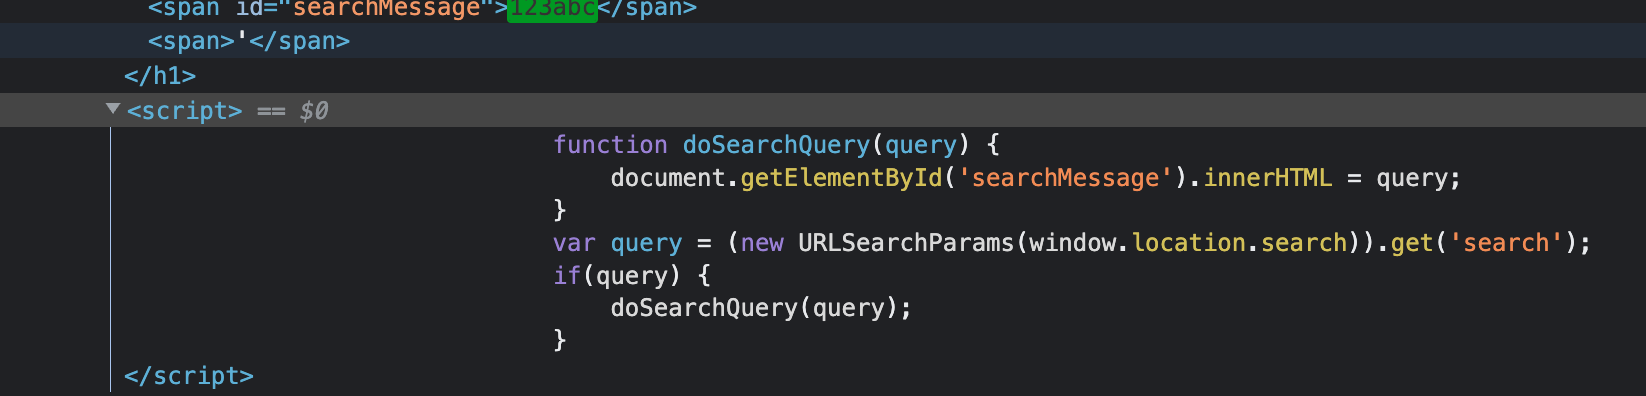 <span id="searchMessage">123abc</span>
<span>'</span>
</h1>
<script> == $0
function doSearchQuery(query) {
document.getElementById('searchMessage').innerHTML = query;
}
var query = (new URLSearchParams(window.location.search)).get('search');
if(query) {
doSearchQuery(query);
}
</script>